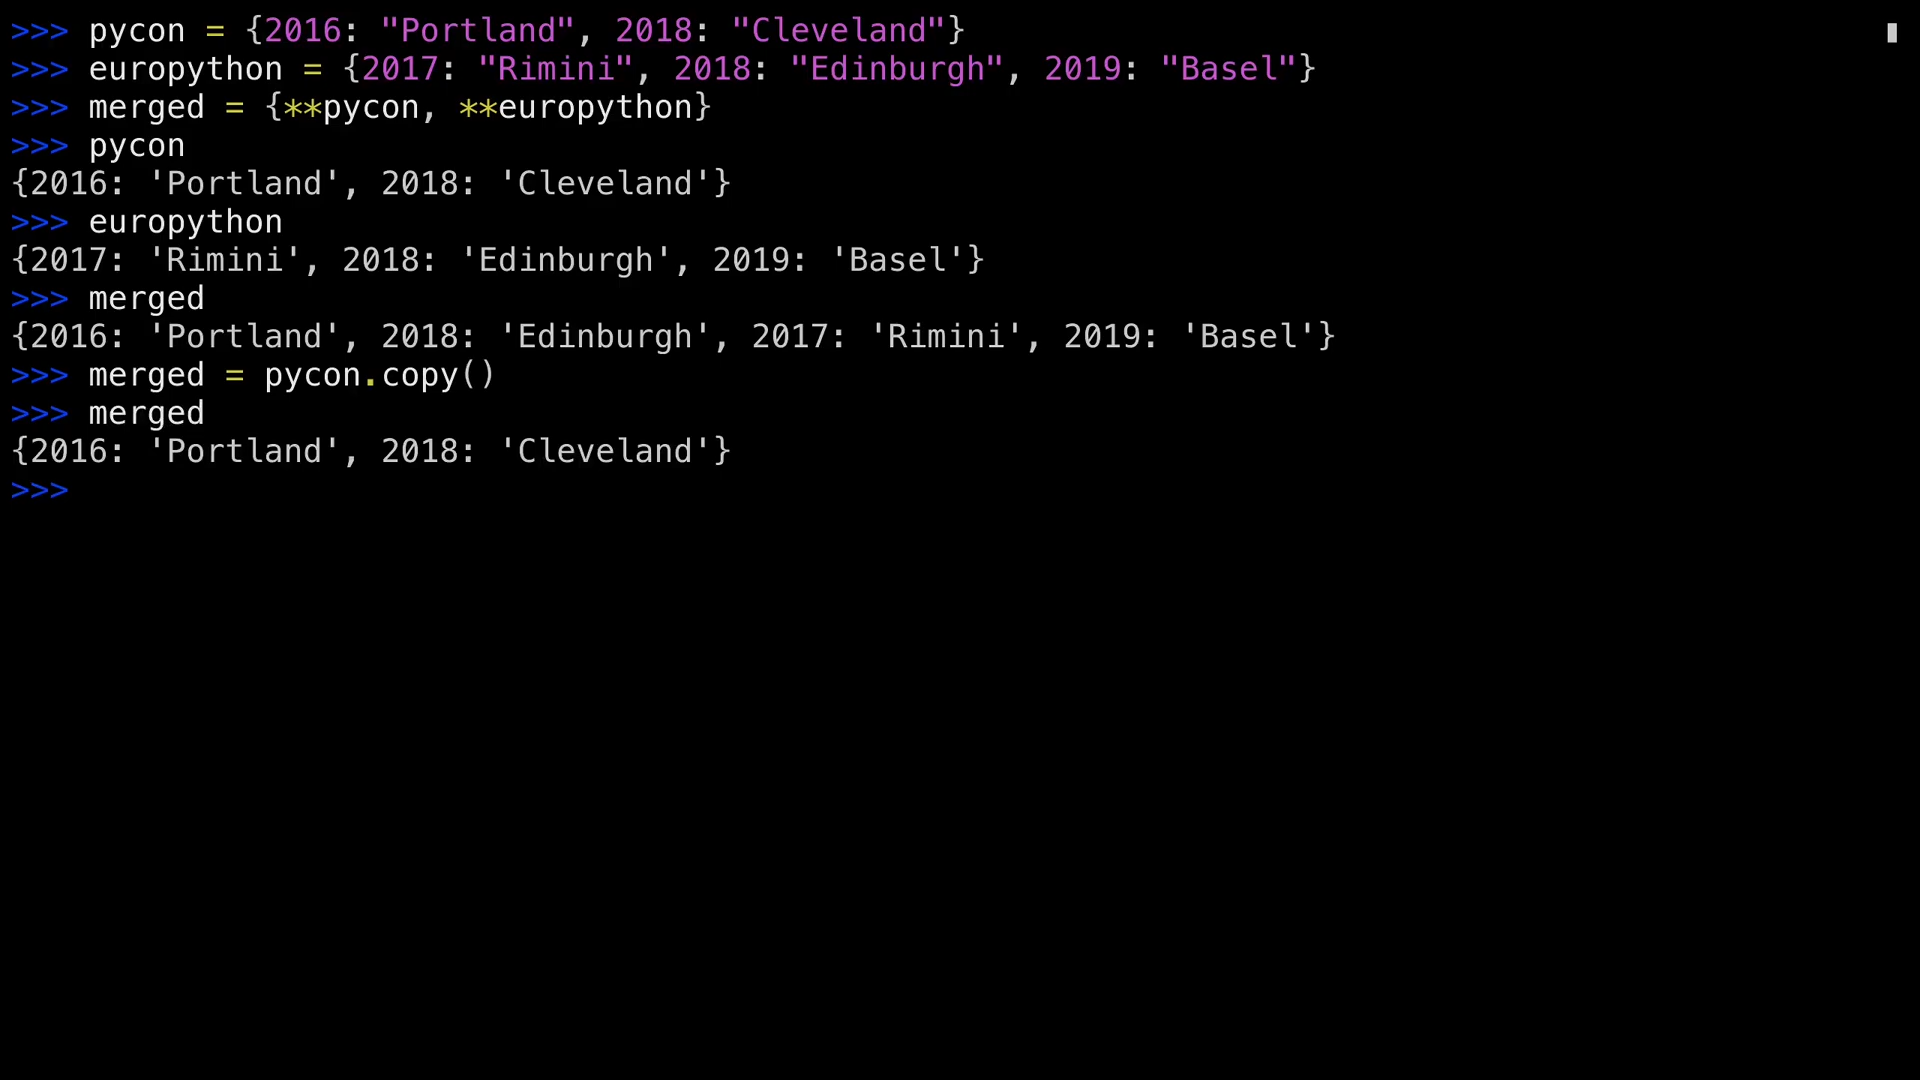 >>> pycon = {2016: "Portland", 2018: "Cleveland"}
>>> europython = {2017: "Rimini", 2018: "Edinburgh", 2019: "Basel"}
>>> merged = {**pycon, **europython}
>>> pycon
{2016: 'Portland', 2018: 'Cleveland'}
>>> europython
{2017: 'Rimini', 2018: 'Edinburgh', 2019: 'Basel'}
>>> merged
{2016: 'Portland', 2018: 'Edinburgh', 2017: 'Rimini', 2019: 'Basel'}
>>> merged = pycon.copy()
>>> merged
{2016: 'Portland', 2018: 'Cleveland'}
>>>